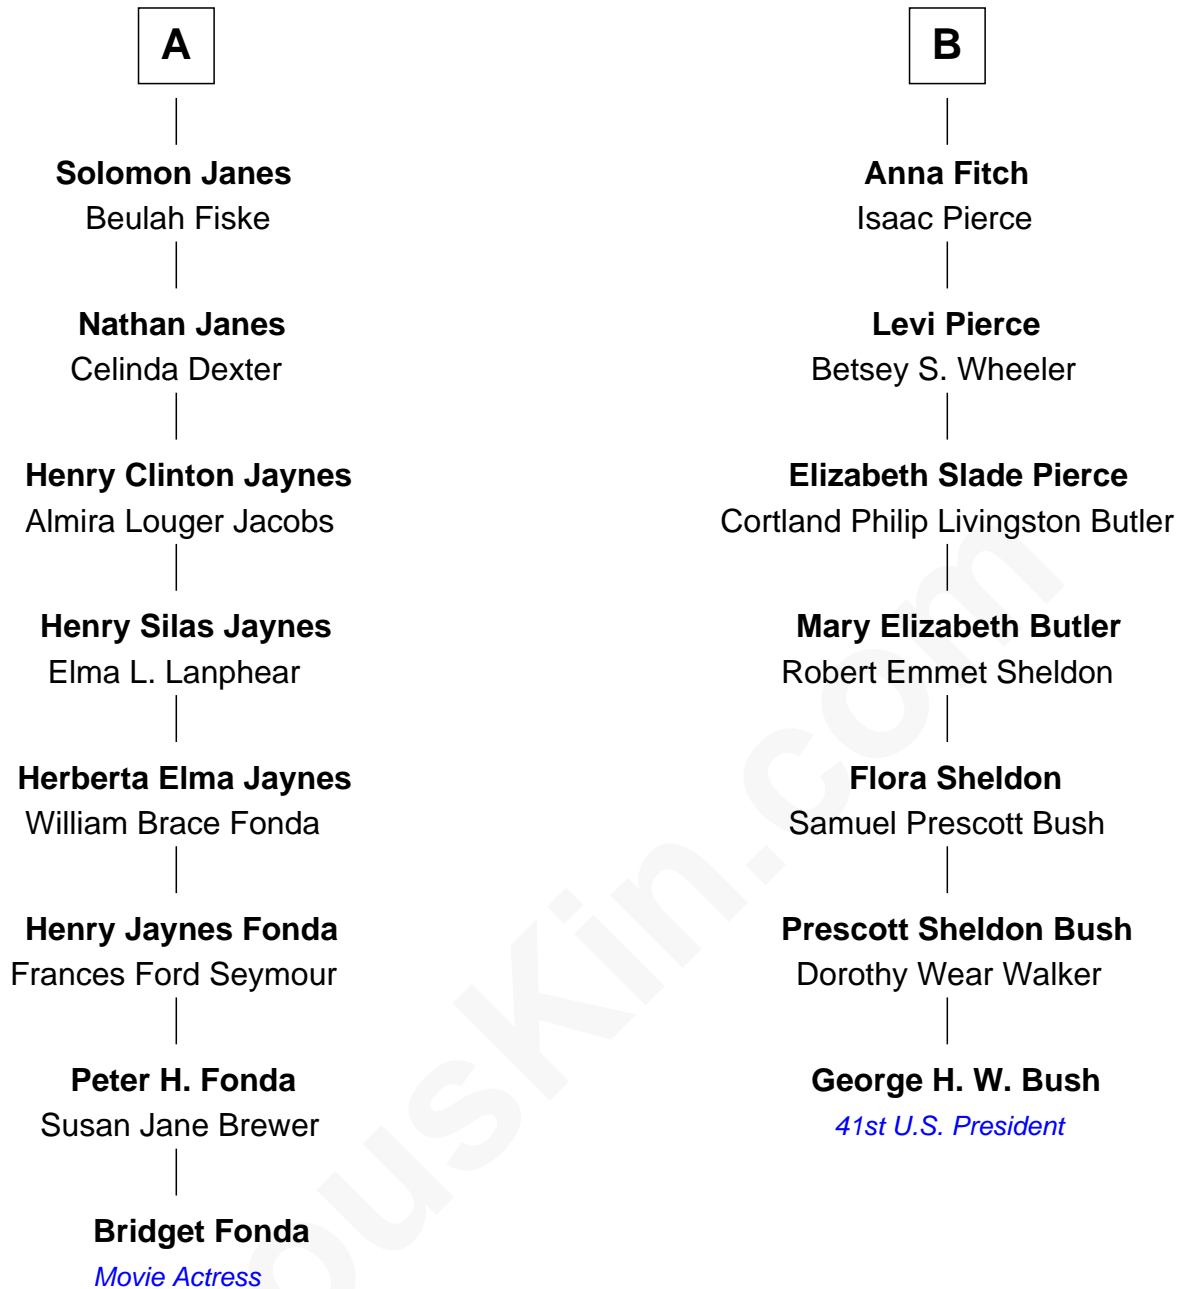 A
Solomon Janes
Beulah Fiske
Nathan Janes
Celinda Dexter
Henry Clinton Jaynes
Almira Louger Jacobs
Henry Silas Jaynes
Elma L. Lanphear
Herberta Elma Jaynes
William Brace Fonda
Henry Jaynes Fonda
Frances Ford Seymour
Peter H. Fonda
Susan Jane Brewer
Bridget Fonda
Movie Actress
B
Anna Fitch
Isaac Pierce
Levi Pierce
Betsey S. Wheeler
Elizabeth Slade Pierce
Cortland Philip Livingston Butler
Mary Elizabeth Butler
Robert Emmet Sheldon
Flora Sheldon
Samuel Prescott Bush
Prescott Sheldon Bush
Dorothy Wear Walker
George H. W. Bush
41st U.S. President
ousKin.com